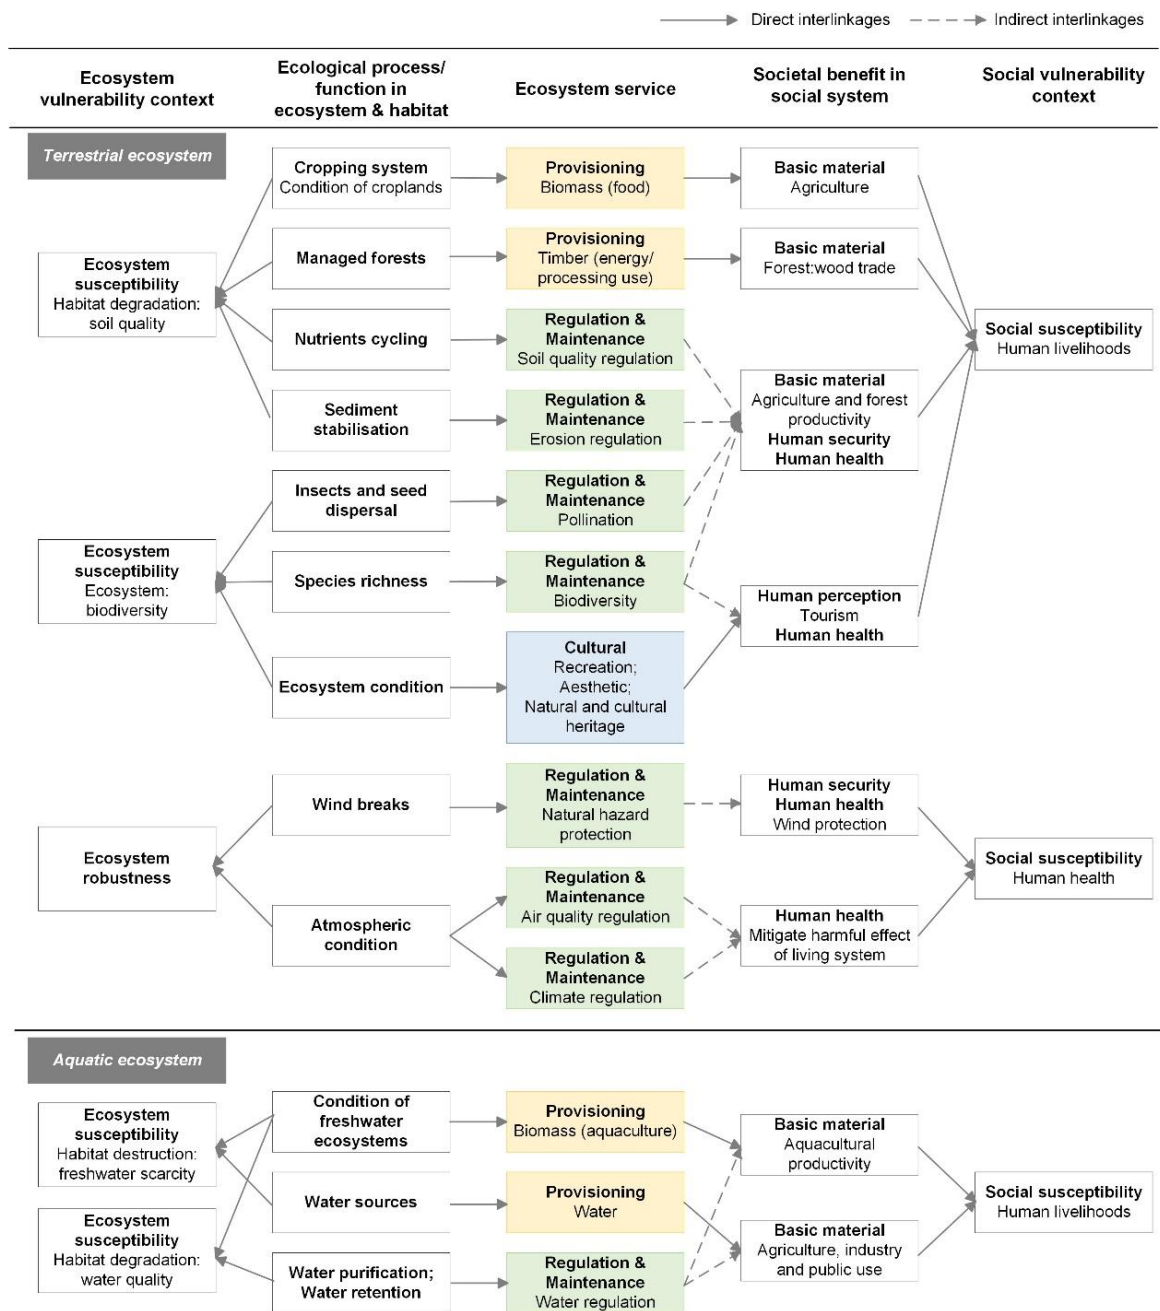 Direct interlinkages
Indirect interlinkages
Ecosystem
vulnerability context
Ecological process/
function in
ecosystem & habitat
Ecosystem service
Societal benefit in
social system
Social vulnerability
context
Terrestrial ecosystem
Ecosystem
susceptibility
Habitat degradation:
soil quality
Cropping system
Condition of croplands
Provisioning
Biomass (food)
Basic material
Agriculture
Managed forests
Provisioning
Timber (energy/
processing use)
Basic material
Forest:wood trade
Nutrients cycling
Regulation &
Maintenance
Soil quality regulation
Social susceptibility
Human livelihoods
Sediment
stabilisation
Regulation &
Maintenance
Erosion regulation
Basic material
Agriculture and forest
productivity
Human security
Human health
Ecosystem
susceptibility
Ecosystem:
biodiversity
Insects and seed
dispersal
Regulation &
Maintenance
Pollination
Species richness
Regulation &
Maintenance
Biodiversity
Human perception
Tourism
Human health
Ecosystem condition
Cultural
Recreation;
Aesthetic;
Natural and cultural
heritage
Ecosystem
robustness
Wind breaks
Regulation &
Maintenance
Natural hazard
protection
Human security
Human health
Wind protection
Social susceptibility
Human health
Atmospheric
condition
Regulation &
Maintenance
Air quality regulation
Human health
Mitigate harmful effect
of living system
Regulation &
Maintenance
Climate regulation
Aquatic ecosystem
Ecosystem
susceptibility
Habitat destruction:
freshwater scarcity
Condition of
freshwater
ecosystems
Provisioning
Biomass (aquaculture)
Basic material
Aquacultural
productivity
Water sources
Provisioning
Water
Social susceptibility
Human livelihoods
Ecosystem
susceptibility
Habitat degradation:
water quality
Water purification;
Water retention
Regulation &
Maintenance
Water regulation
Basic material
Agriculture, industry
and public use